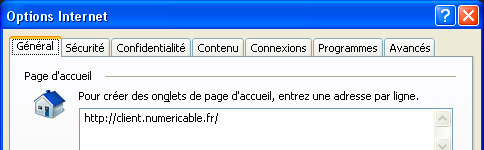 Options Internet
Général Sécurité Confidentialité Contenu Connexions Programmes Avancés
Page d'accueil
Pour créer des onglets de page d'accueil, entrez une adresse par ligne.
http://client.numericable.fr/